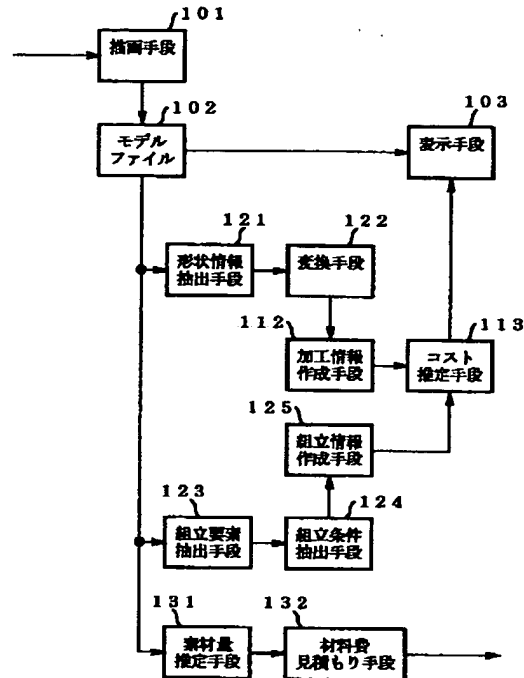 101
描画手段
102
モデル
ファイル
103
表示手段
121
形状情報
抽出手段
122
変換手段
112
加工情報
作成手段
113
コスト
推定手段
125
組立情報
作成手段
123
組立要素
抽出手段
124
組立条件
抽出手段
131
素材量
推定手段
132
材料費
見積もり手段